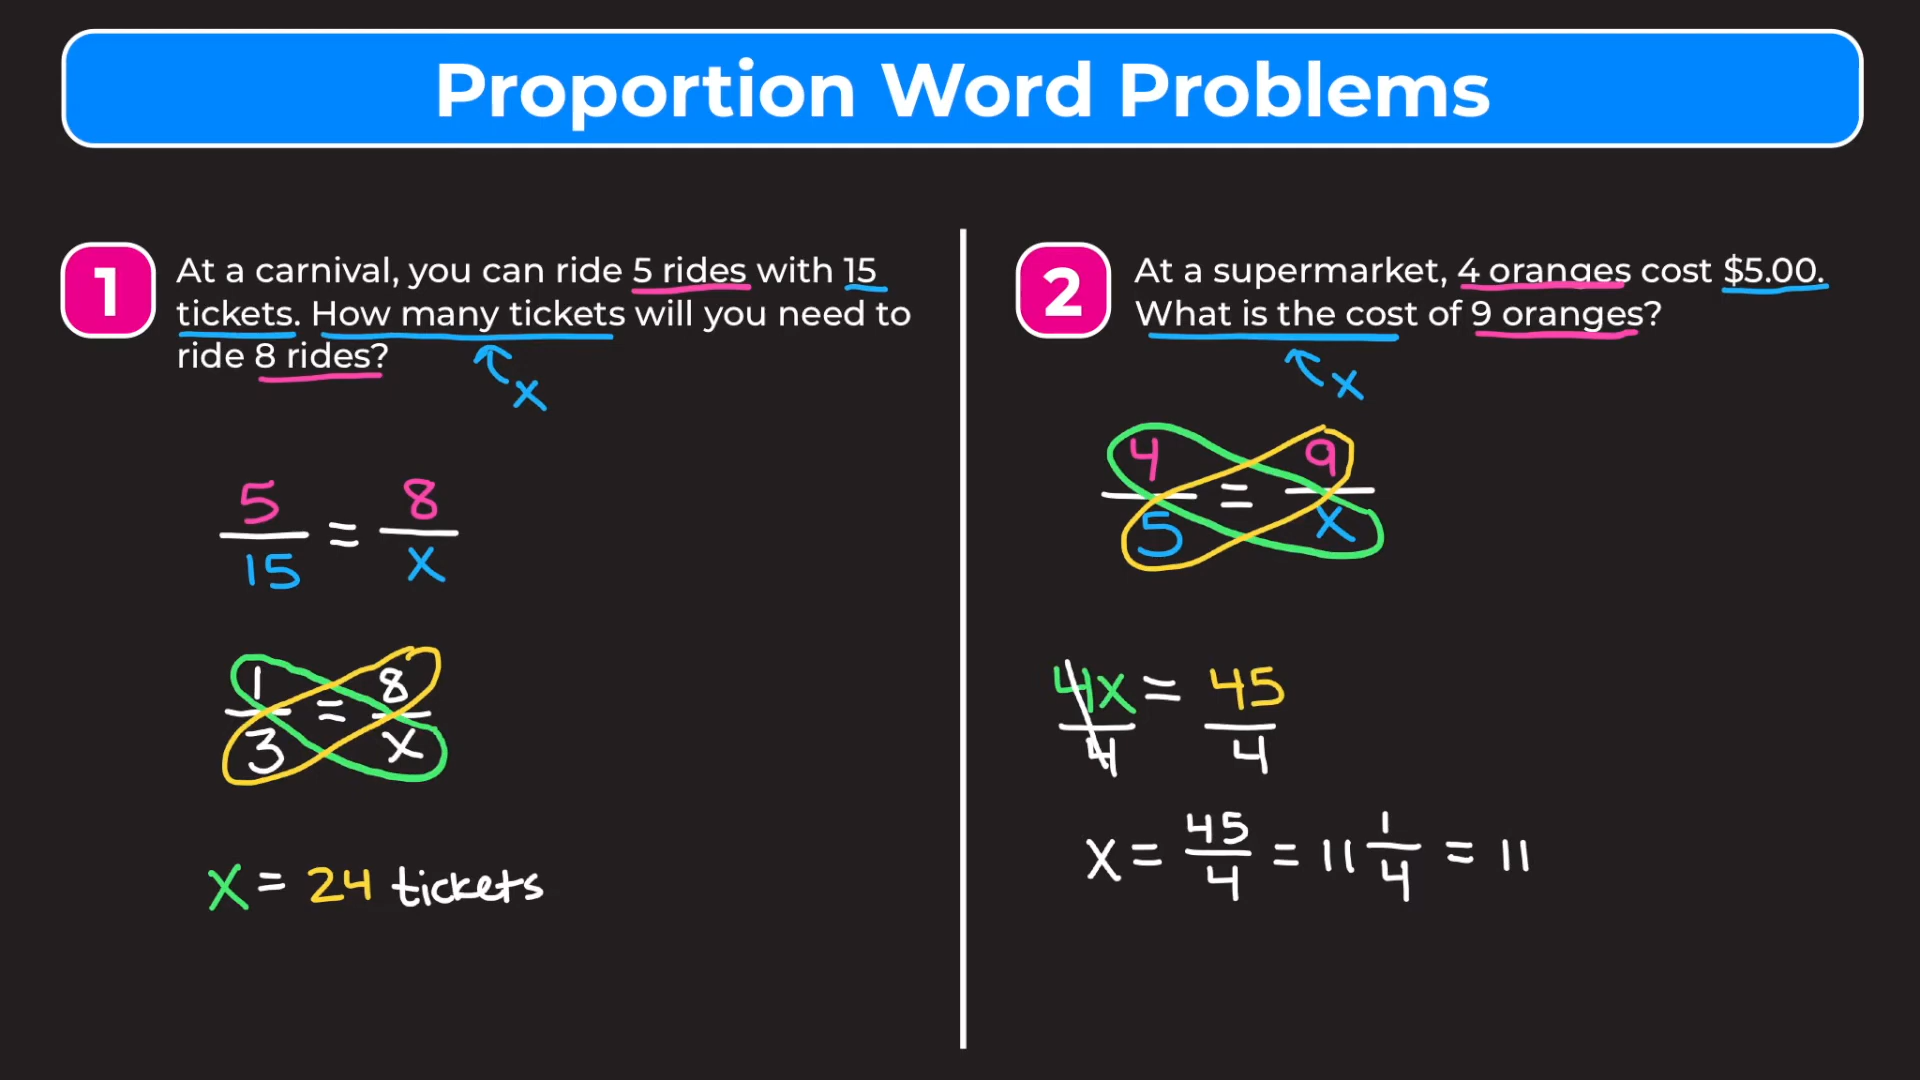 Proportion Word Problems
1
At a carnival, you can ride 5 rides with 15
tickets. How many tickets will you need to
ride 8 rides?
x
5/15 = 8/x
1/3 = 8/x
x = 24 tickets
2
At a supermarket, 4 oranges cost $5.00.
What is the cost of 9 oranges?
x
4/5 = 9/x
4x/4 = 45/4
x = 45/4 = 11 1/4 = 11